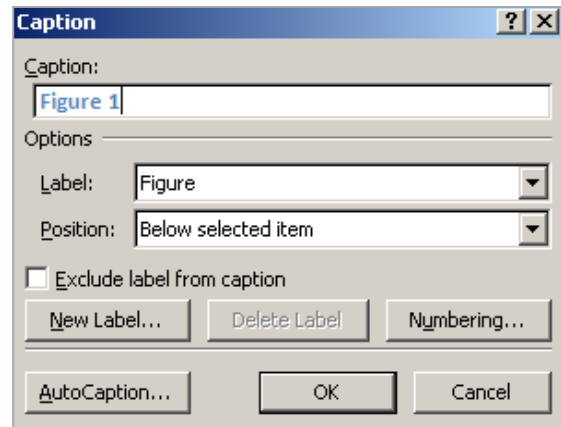 Caption ? X
Caption:
Figure 1
Options
Label: Figure
Position: Below selected item
Exclude label from caption
New Label... Delete Label Numbering...
AutoCaption... OK Cancel